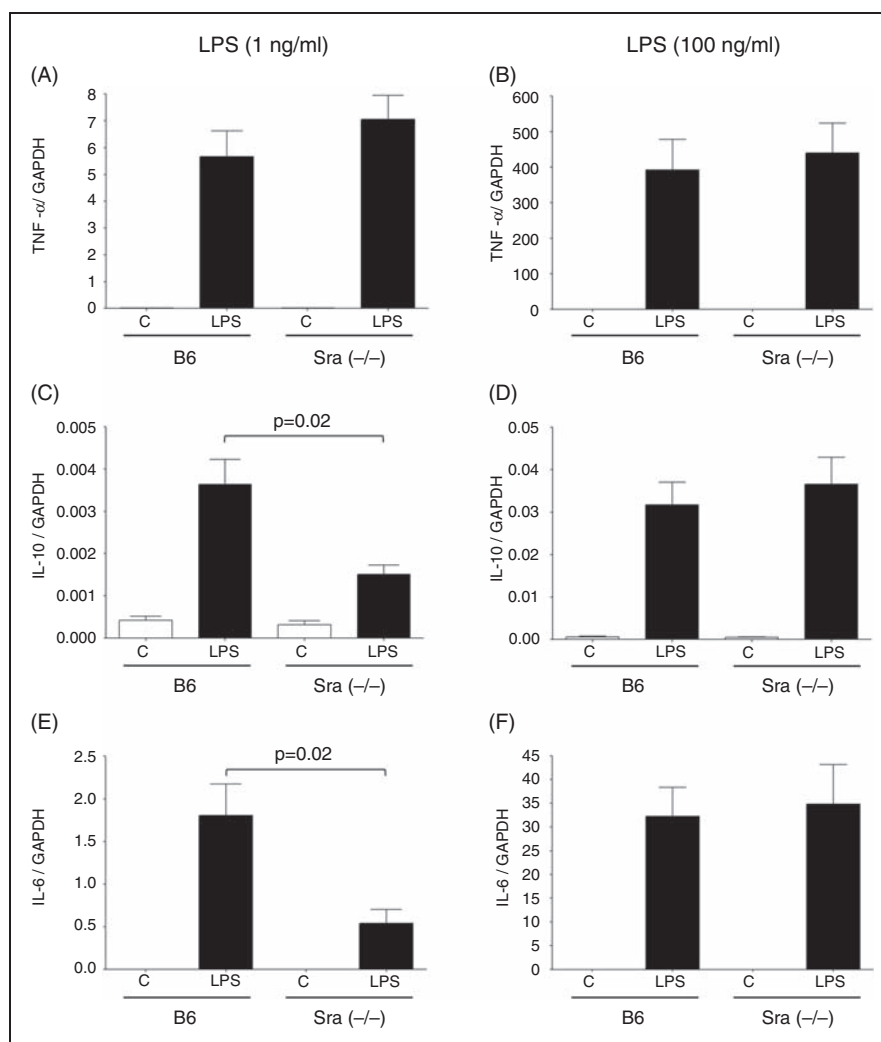 LPS (1 ng/ml)
LPS (100 ng/ml)
(A)
TNF -α/ GAPDH
8
7
6
5
4
3
2
1
0
C
LPS
C
LPS
B6
Sra (–/–)
(B)
TNF -α/ GAPDH
600
500
400
300
200
100
0
C
LPS
C
LPS
B6
Sra (–/–)
(C)
IL-10 / GAPDH
0.005
0.004
0.003
0.002
0.001
0.000
p=0.02
C
LPS
C
LPS
B6
Sra (–/–)
(D)
IL-10 / GAPDH
0.05
0.04
0.03
0.02
0.01
0.00
C
LPS
C
LPS
B6
Sra (–/–)
(E)
IL-6 / GAPDH
2.5
2.0
1.5
1.0
0.5
0.0
p=0.02
C
LPS
C
LPS
B6
Sra (–/–)
(F)
IL-6 / GAPDH
45
40
35
30
25
20
15
10
5
0
C
LPS
C
LPS
B6
Sra (–/–)